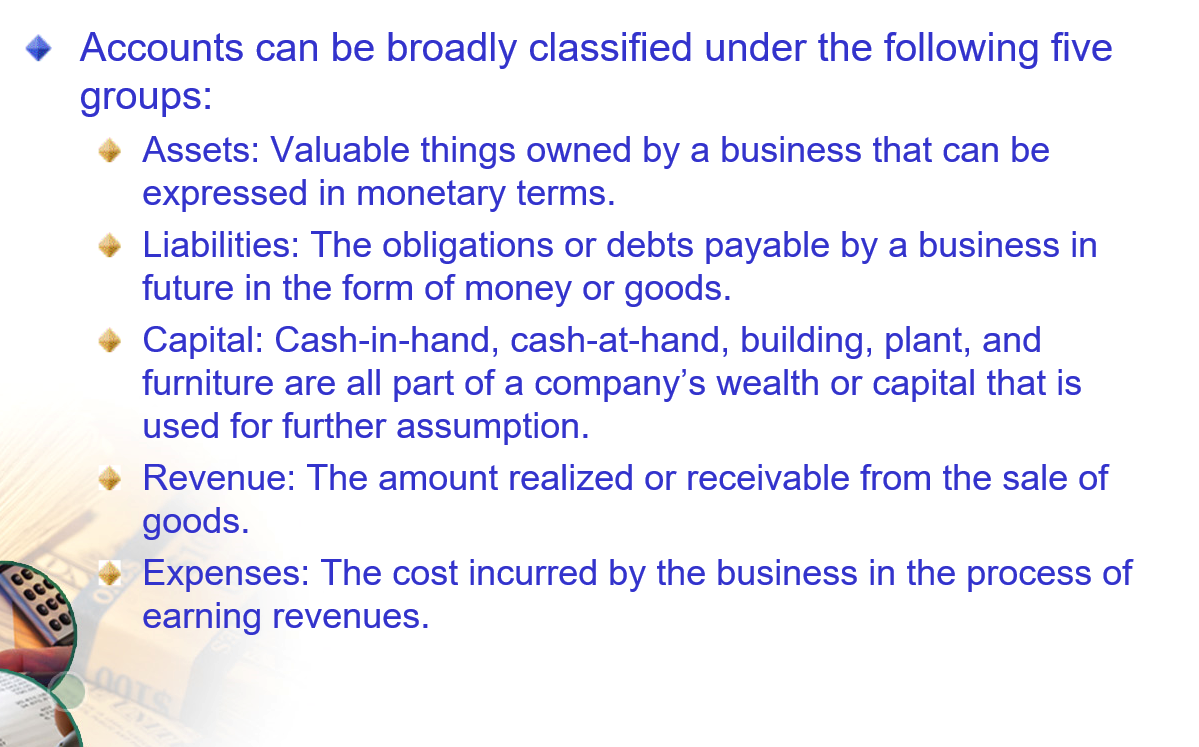 Accounts can be broadly classified under the following five
groups:
Assets: Valuable things owned by a business that can be
expressed in monetary terms.
Liabilities: The obligations or debts payable by a business in
future in the form of money or goods.
Capital: Cash-in-hand, cash-at-hand, building, plant, and
furniture are all part of a company’s wealth or capital that is
used for further assumption.
Revenue: The amount realized or receivable from the sale of
goods.
Expenses: The cost incurred by the business in the process of
earning revenues.